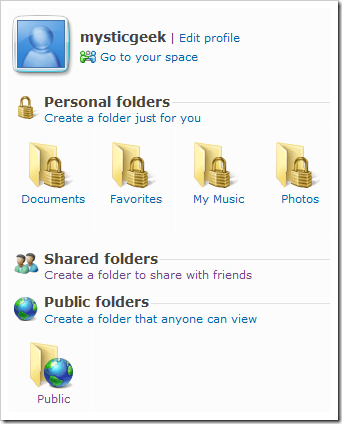 mysticgeek | Edit profile
Go to your space
Personal folders
Create a folder just for you
Documents Favorites My Music Photos
Shared folders
Create a folder to share with friends
Public folders
Create a folder that anyone can view
Public